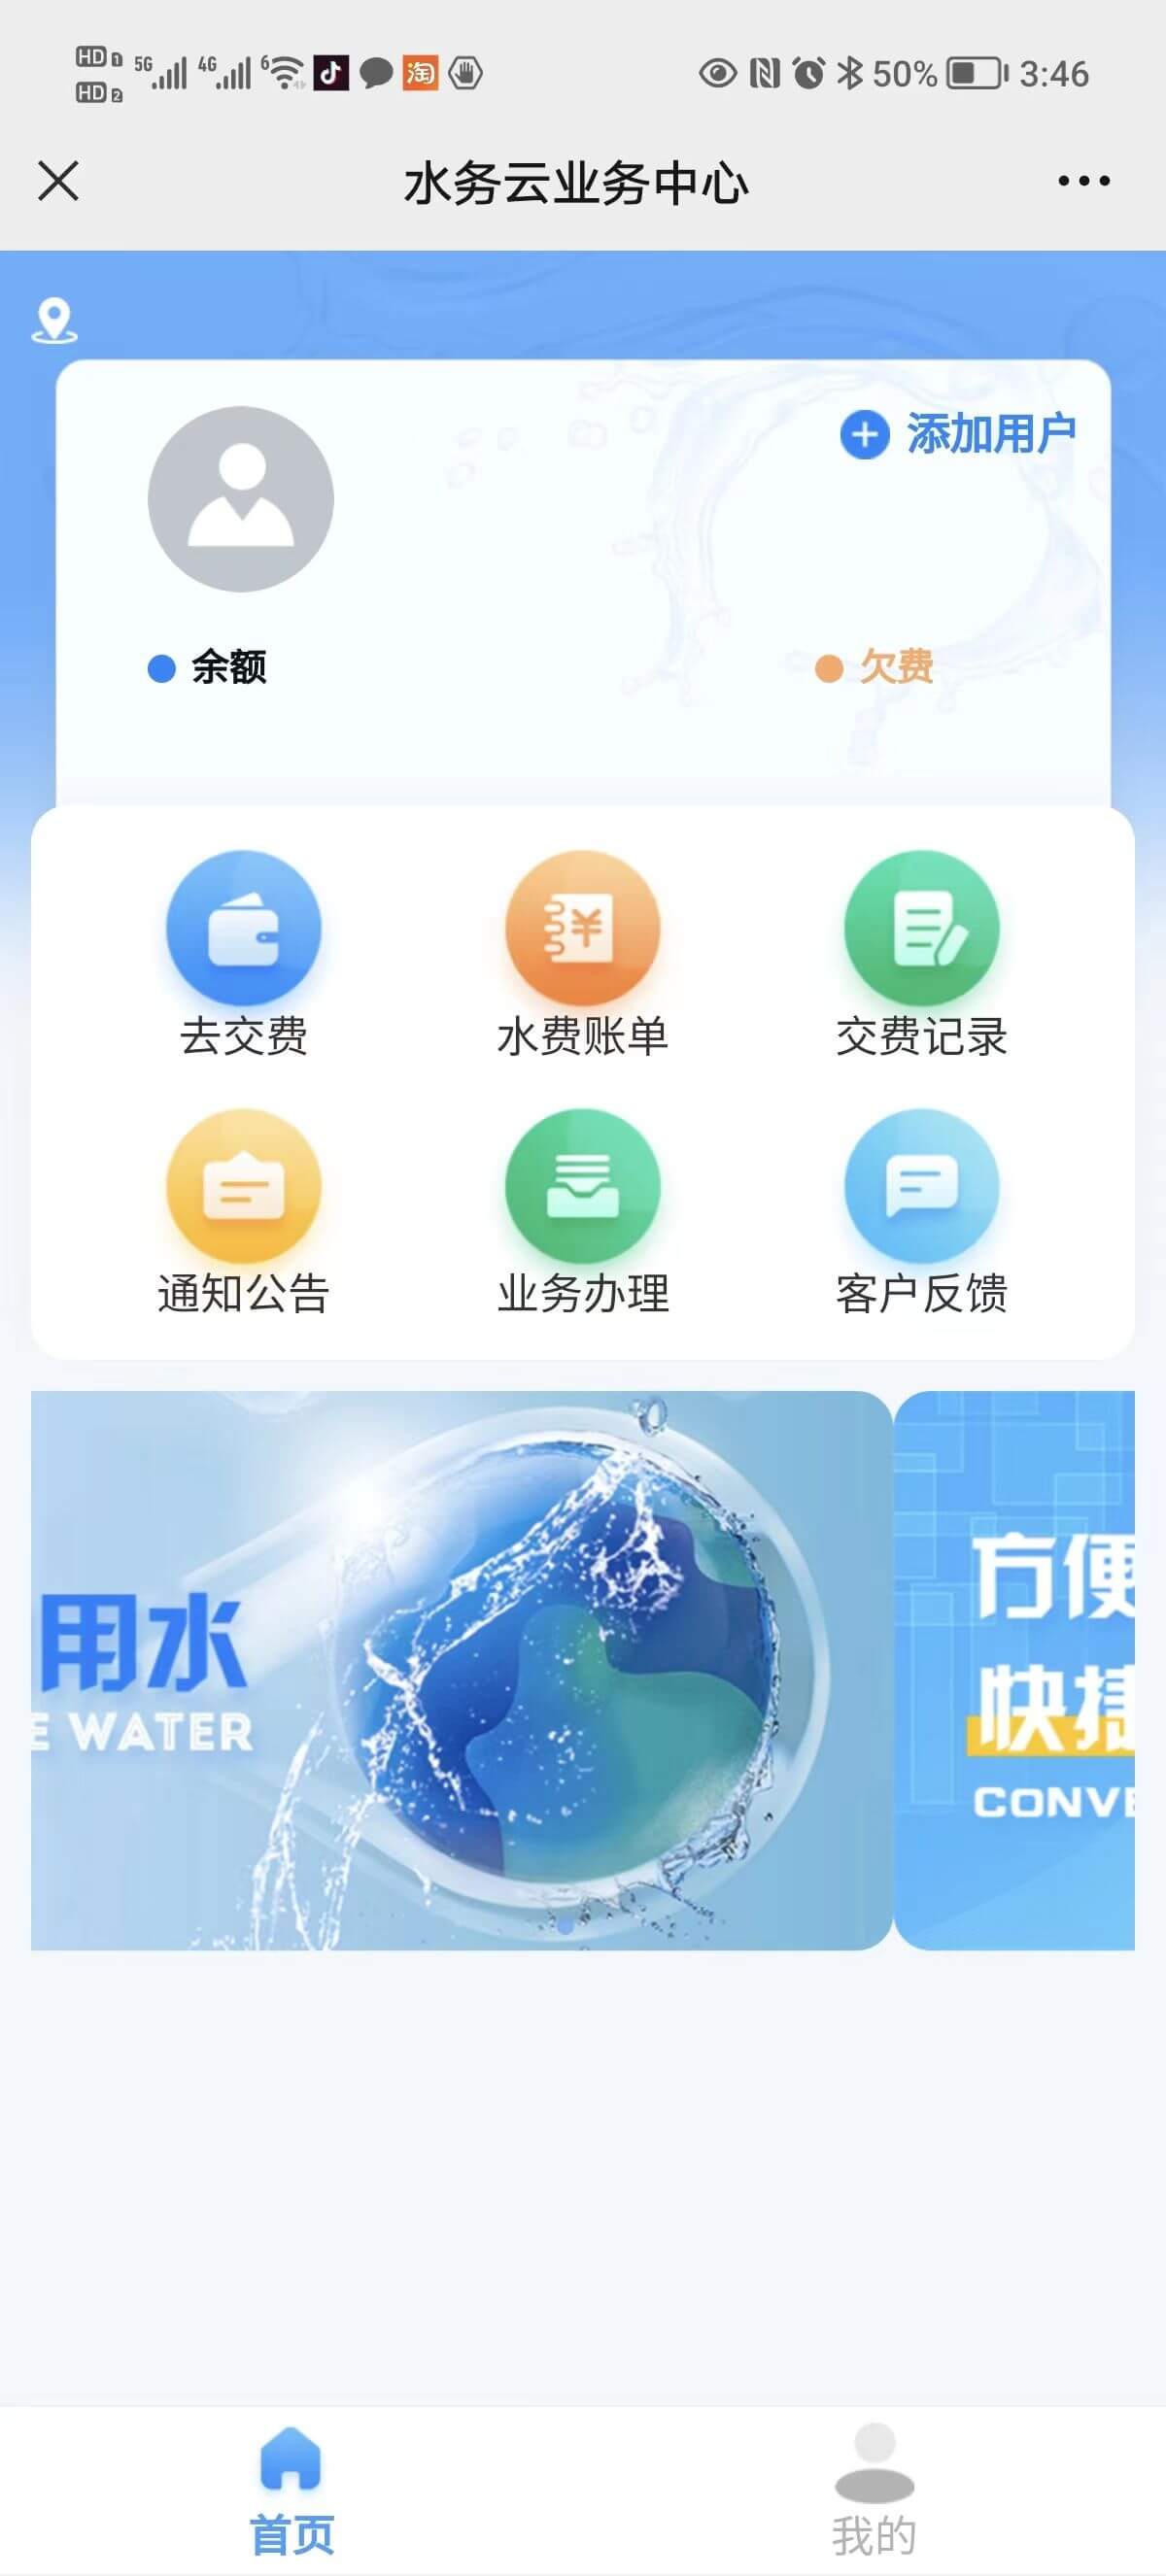 HD 1 5G 4G 6 淘 50% 3:46
HD 2
水务云业务中心
添加用户
余额 欠费
去交费 水费账单 交费记录
通知公告 业务办理 客户反馈
用水
E WATER
方便
快捷
CONVE
首页 我的